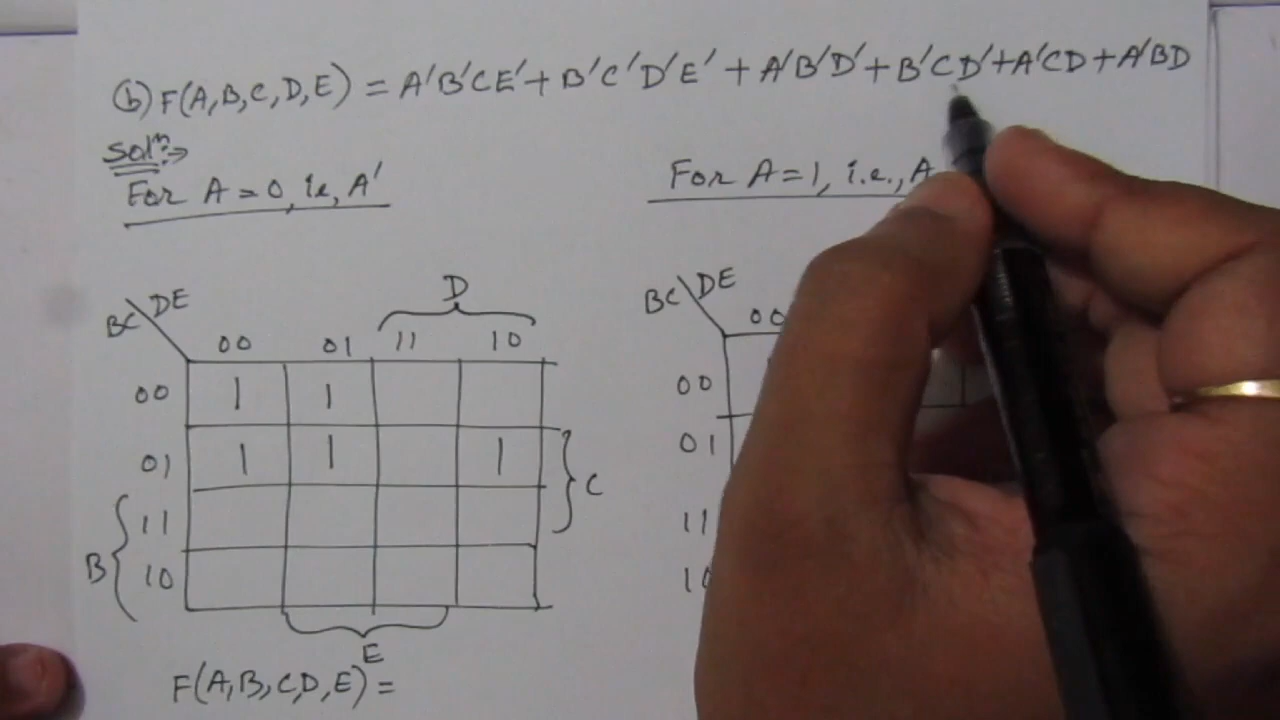 (b) F(A,B,C,D,E) = A'B'CE' + B'C'D'E' + A'B'D' + B'CD' + A'CD + A'BD
Solⁿ:→
For A = 0, ie, A'
For A = 1, i.e., A
D
BC DE
00 01 11 10
00 1 1
01 1 1 1
C
11
B
10
E
BC DE
00
00
01
11
10
F(A,B,C,D,E) =